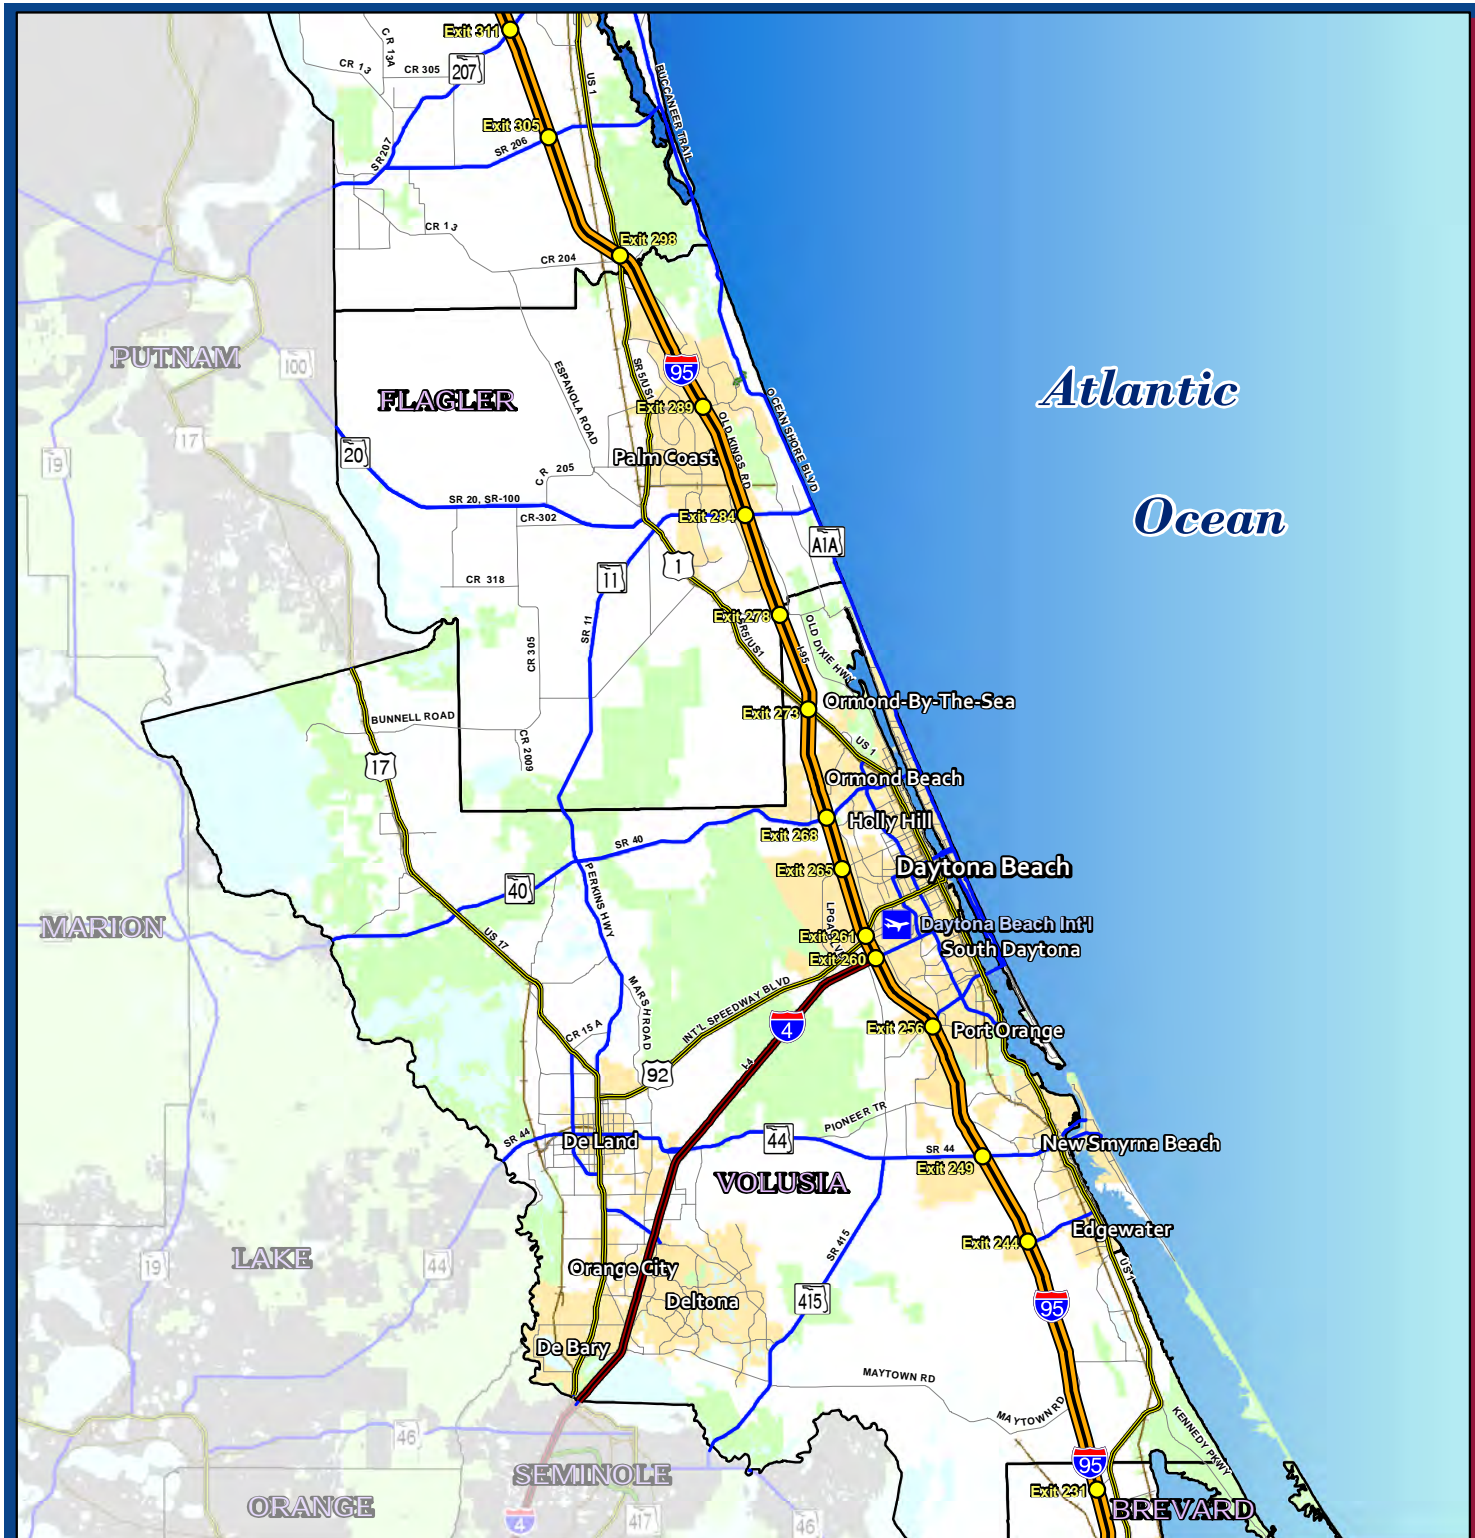 Exit 311
CR 13A
CR 13
CR 305
207
US 1
BUCCANEER TRAIL
Exit 305
SR 206
SR 207
CR 13
Exit 298
CR 204
PUTNAM
100
FLAGLER
95
ESPANOLA ROAD
SR 5/US1
Exit 289
OLD KINGS RD
OCEAN SHORE BLVD
Atlantic
Ocean
17
19
20
Palm Coast
CR 205
SR 20, SR-100
CR-302
Exit 284
A1A
CR 318
11
1
SR 11
CR 305
Exit 278
SR5/US1
I-95
OLD DIXIE HWY
Ormond-By-The-Sea
Exit 273
BUNNELL ROAD
CR 2009
US 1
17
Ormond Beach
Holly Hill
Exit 268
SR 40
Exit 265
Daytona Beach
40
PERKINS HWY
MARION
US 17
Daytona Beach Int'l
Exit 261
South Daytona
Exit 260
MARSH ROAD
INT'L SPEEDWAY BLVD
4
CR 15 A
Exit 256
Port Orange
I-4
92
PIONEER TR
SR 44
De Land
44
SR 44
New Smyrna Beach
Exit 249
VOLUSIA
Edgewater
SR 415
Exit 244
LAKE
19
44
Orange City
US 1
Deltona
415
95
De Bary
MAYTOWN RD
MAYTOWN RD
KENNEDY PKWY
46
SEMINOLE
95
ORANGE
Exit 231
BREVARD
4
417
46